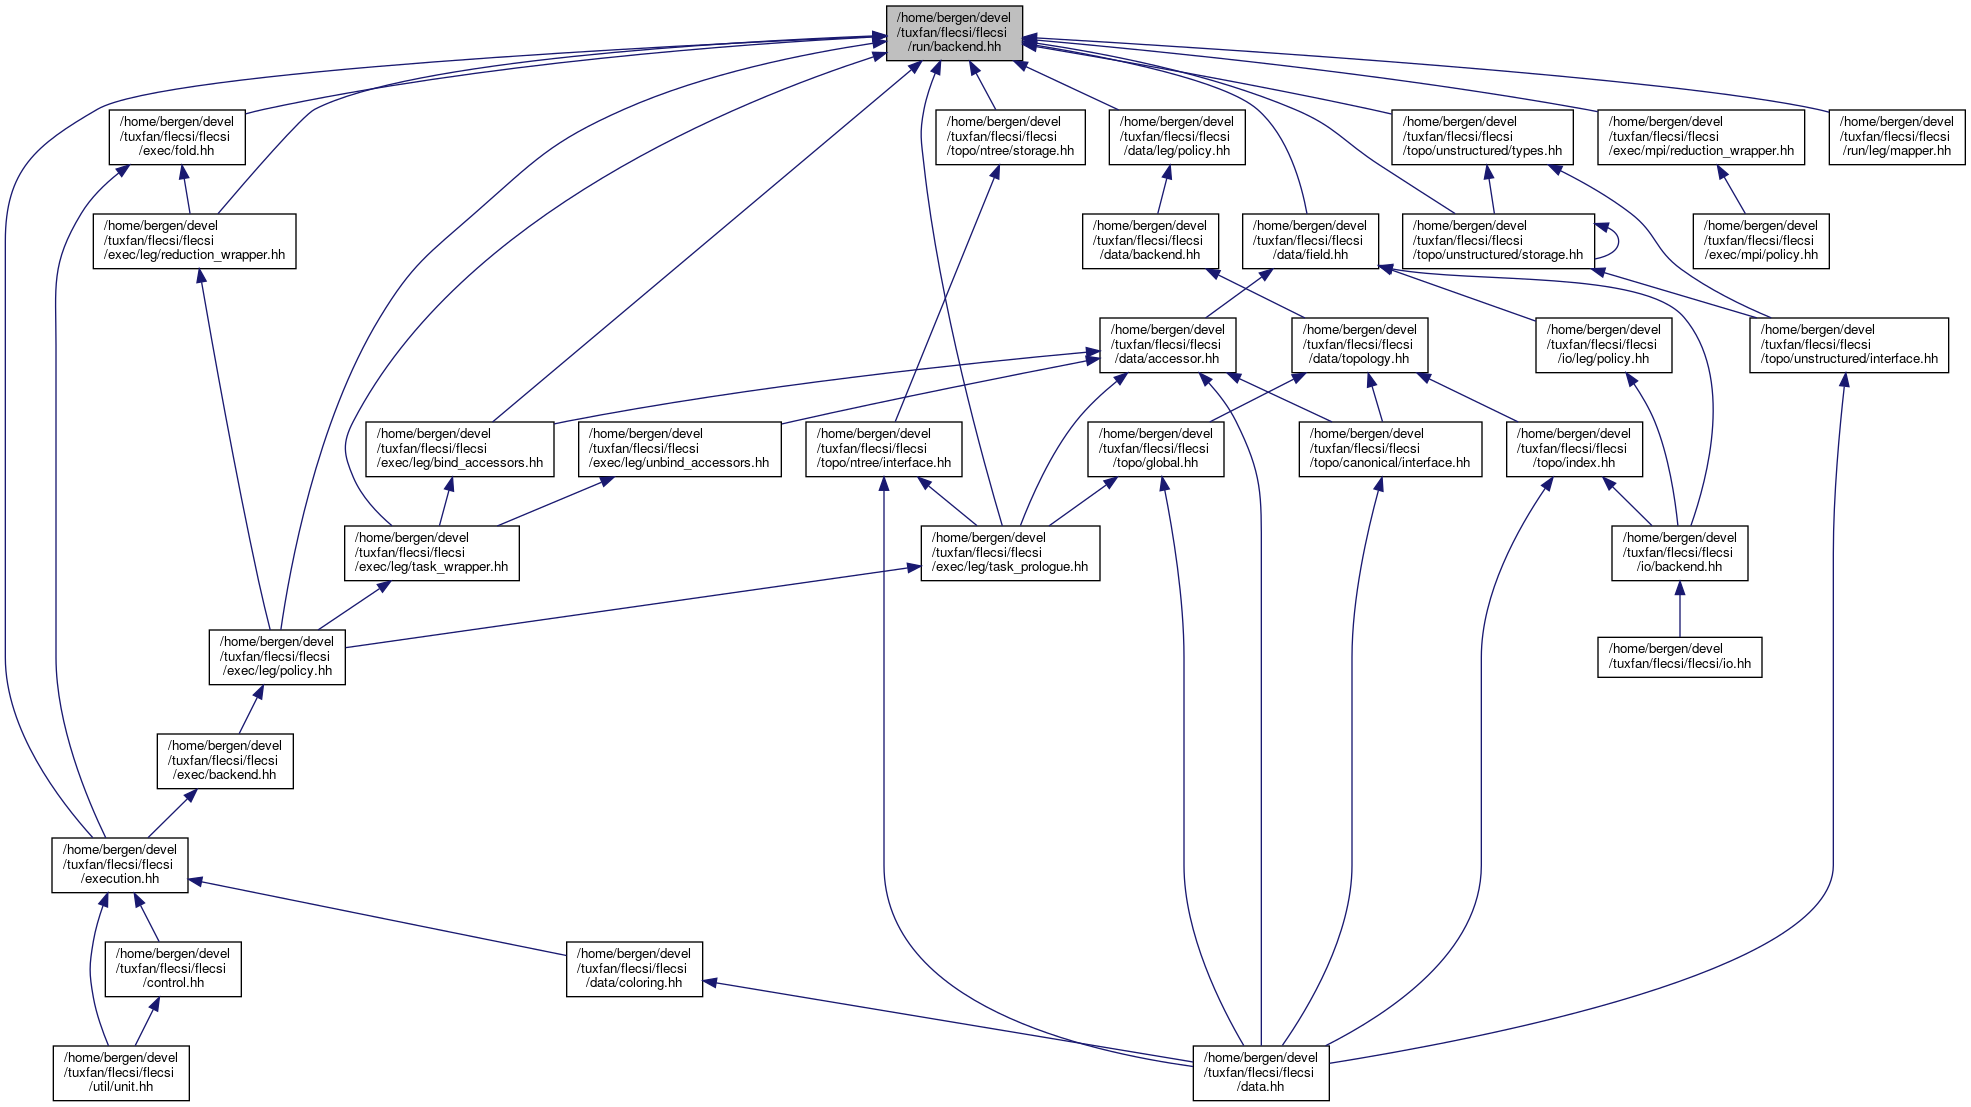 /home/bergen/devel
/tuxfan/flecsi/flecsi
/run/backend.hh
/home/bergen/devel
/tuxfan/flecsi/flecsi
/exec/fold.hh
/home/bergen/devel
/tuxfan/flecsi/flecsi
/topo/ntree/storage.hh
/home/bergen/devel
/tuxfan/flecsi/flecsi
/data/leg/policy.hh
/home/bergen/devel
/tuxfan/flecsi/flecsi
/topo/unstructured/types.hh
/home/bergen/devel
/tuxfan/flecsi/flecsi
/exec/mpi/reduction_wrapper.hh
/home/bergen/devel
/tuxfan/flecsi/flecsi
/run/leg/mapper.hh
/home/bergen/devel
/tuxfan/flecsi/flecsi
/exec/leg/reduction_wrapper.hh
/home/bergen/devel
/tuxfan/flecsi/flecsi
/data/backend.hh
/home/bergen/devel
/tuxfan/flecsi/flecsi
/data/field.hh
/home/bergen/devel
/tuxfan/flecsi/flecsi
/topo/unstructured/storage.hh
/home/bergen/devel
/tuxfan/flecsi/flecsi
/exec/mpi/policy.hh
/home/bergen/devel
/tuxfan/flecsi/flecsi
/data/accessor.hh
/home/bergen/devel
/tuxfan/flecsi/flecsi
/data/topology.hh
/home/bergen/devel
/tuxfan/flecsi/flecsi
/io/leg/policy.hh
/home/bergen/devel
/tuxfan/flecsi/flecsi
/topo/unstructured/interface.hh
/home/bergen/devel
/tuxfan/flecsi/flecsi
/exec/leg/bind_accessors.hh
/home/bergen/devel
/tuxfan/flecsi/flecsi
/exec/leg/unbind_accessors.hh
/home/bergen/devel
/tuxfan/flecsi/flecsi
/topo/ntree/interface.hh
/home/bergen/devel
/tuxfan/flecsi/flecsi
/topo/global.hh
/home/bergen/devel
/tuxfan/flecsi/flecsi
/topo/canonical/interface.hh
/home/bergen/devel
/tuxfan/flecsi/flecsi
/topo/index.hh
/home/bergen/devel
/tuxfan/flecsi/flecsi
/exec/leg/task_wrapper.hh
/home/bergen/devel
/tuxfan/flecsi/flecsi
/exec/leg/task_prologue.hh
/home/bergen/devel
/tuxfan/flecsi/flecsi
/io/backend.hh
/home/bergen/devel
/tuxfan/flecsi/flecsi
/exec/leg/policy.hh
/home/bergen/devel
/tuxfan/flecsi/flecsi/io.hh
/home/bergen/devel
/tuxfan/flecsi/flecsi
/exec/backend.hh
/home/bergen/devel
/tuxfan/flecsi/flecsi
/execution.hh
/home/bergen/devel
/tuxfan/flecsi/flecsi
/control.hh
/home/bergen/devel
/tuxfan/flecsi/flecsi
/data/coloring.hh
/home/bergen/devel
/tuxfan/flecsi/flecsi
/util/unit.hh
/home/bergen/devel
/tuxfan/flecsi/flecsi
/data.hh